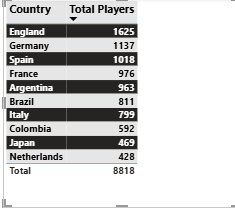 Country Total Players
England 1625
Germany 1137
Spain 1018
France 976
Argentina 963
Brazil 811
Italy 799
Colombia 592
Japan 469
Netherlands 428
Total 8818